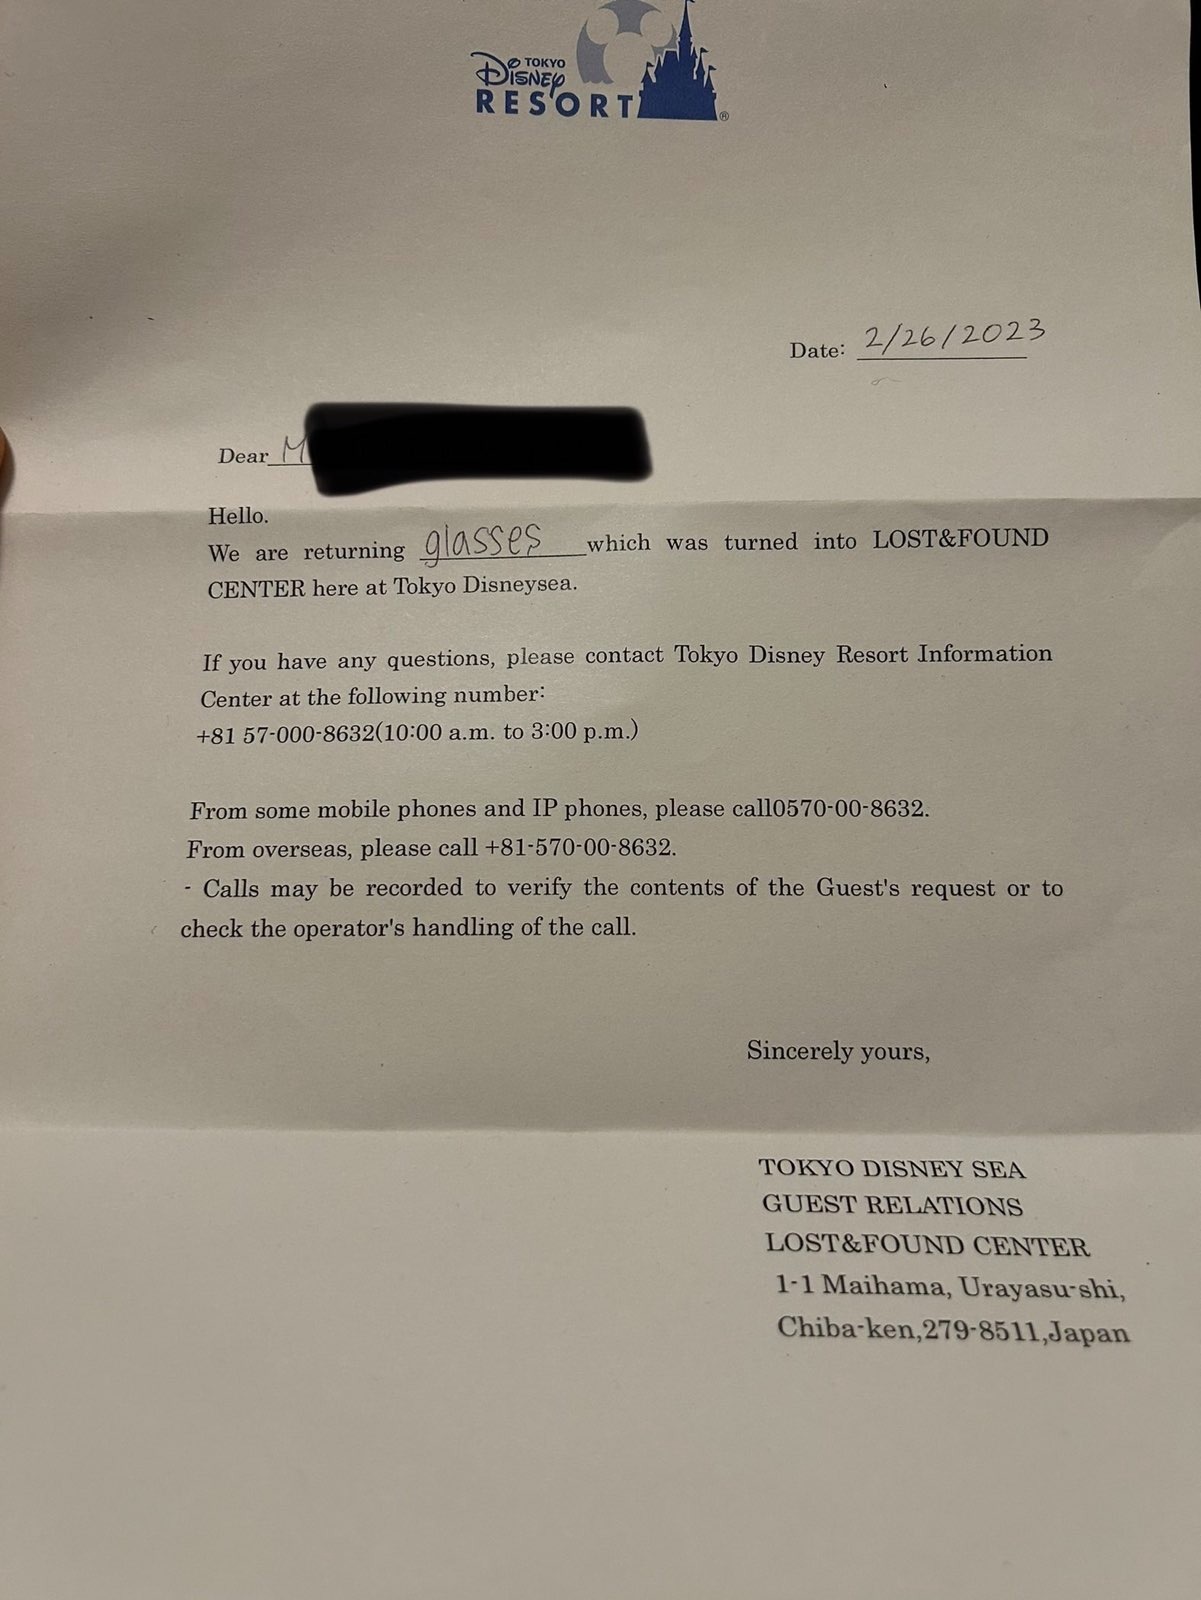 TOKYO
Disney
RESORT®
Date: 2/26/2023
Dear M
Hello.
We are returning glasses which was turned into LOST&FOUND
CENTER here at Tokyo Disneysea.
If you have any questions, please contact Tokyo Disney Resort Information
Center at the following number:
+81 57-000-8632(10:00 a.m. to 3:00 p.m.)
From some mobile phones and IP phones, please call0570-00-8632.
From overseas, please call +81-570-00-8632.
- Calls may be recorded to verify the contents of the Guest's request or to
check the operator's handling of the call.
Sincerely yours,
TOKYO DISNEY SEA
GUEST RELATIONS
LOST&FOUND CENTER
1-1 Maihama, Urayasu-shi,
Chiba-ken,279-8511,Japan